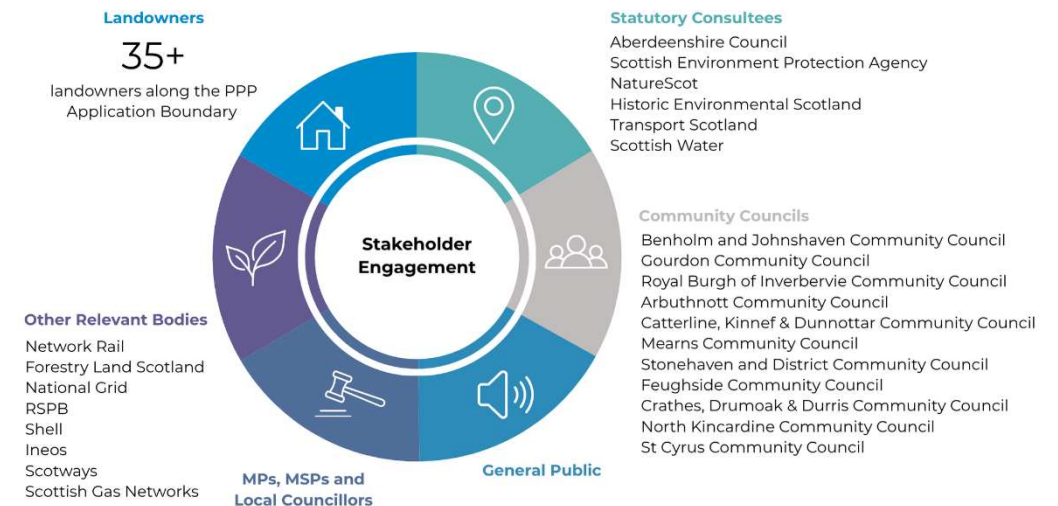 Landowners
35+
landowners along the PPP
Application Boundary
Statutory Consultees
Aberdeenshire Council
Scottish Environment Protection Agency
NatureScot
Historic Environmental Scotland
Transport Scotland
Scottish Water
Stakeholder
Engagement
Community Councils
Benholm and Johnshaven Community Council
Gourdon Community Council
Royal Burgh of Inverbervie Community Council
Arbuthnott Community Council
Catterline, Kinnef & Dunnottar Community Council
Mearns Community Council
Stonehaven and District Community Council
Feughside Community Council
Crathes, Drumoak & Durris Community Council
North Kincardine Community Council
St Cyrus Community Council
Other Relevant Bodies
Network Rail
Forestry Land Scotland
National Grid
RSPB
Shell
Ineos
Scotways
Scottish Gas Networks
MPs, MSPs and
Local Councillors
General Public